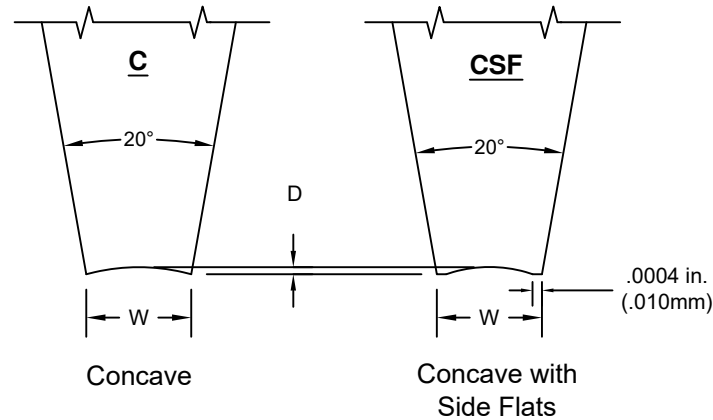 C
CSF
20°
20°
D
.0004 in.
(.010mm)
W
W
Concave
Concave with
Side Flats